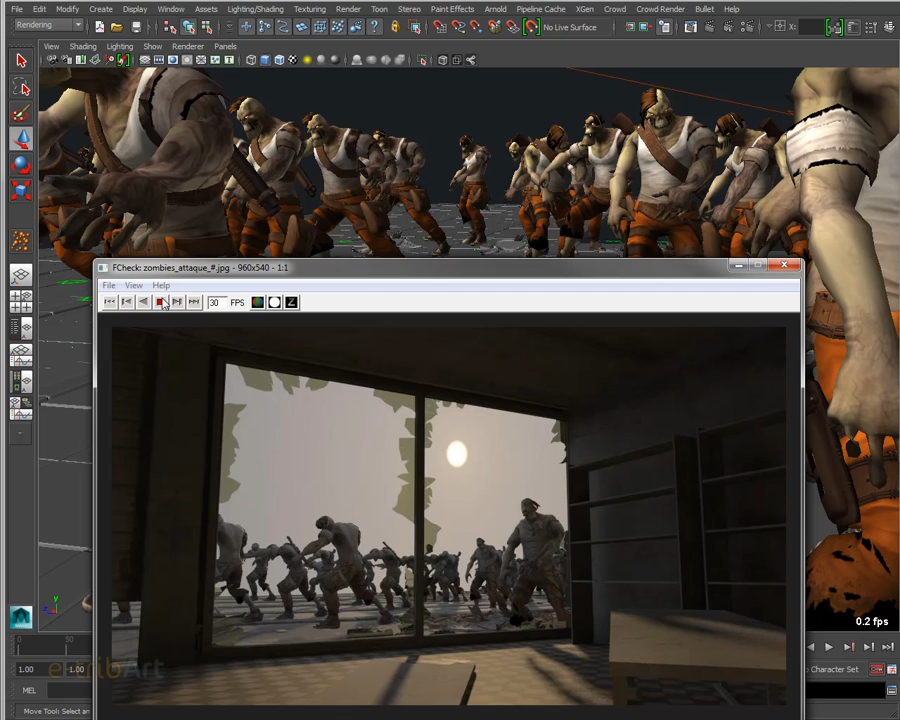 File Edit Modify Create Display Window Assets Lighting/Shading Texturing Render Toon Stereo Paint Effects Arnold Pipeline Cache XGen Crowd Crowd Render Bullet Help
Rendering No Live Surface X:
View Shading Lighting Show Renderer Panels
FCheck: zombies_attaque_#.jpg - 960x540 - 1:1
File View Help
30 FPS Z
y
z
0.2 fps
0 50
1.00 1.00 Character Set
MEL
Move Tool: Select an